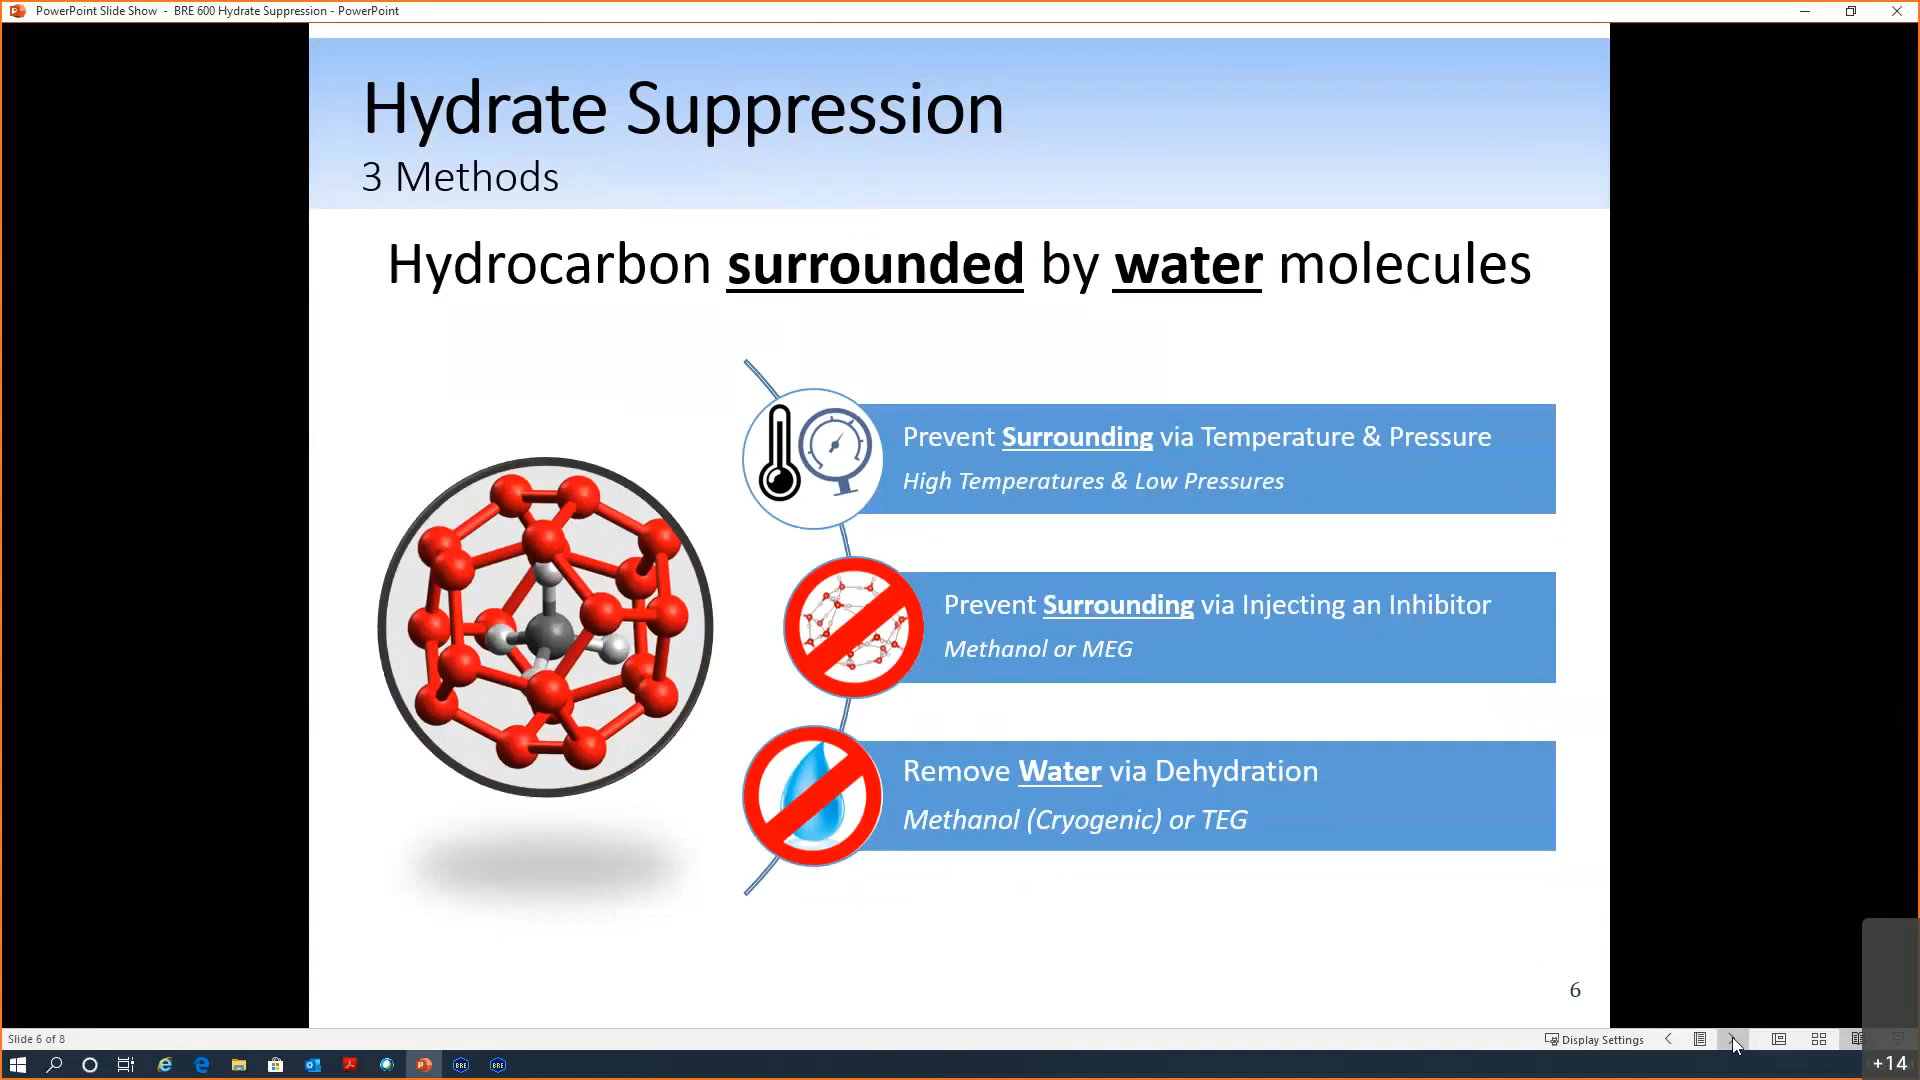 PowerPoint Slide Show - BRE 600 Hydrate Suppression - PowerPoint
Hydrate Suppression
3 Methods
Hydrocarbon surrounded by water molecules
Prevent Surrounding via Temperature & Pressure
High Temperatures & Low Pressures
Prevent Surrounding via Injecting an Inhibitor
Methanol or MEG
Remove Water via Dehydration
Methanol (Cryogenic) or TEG
6
Slide 6 of 8
Display Settings
BRE
BRE
+14